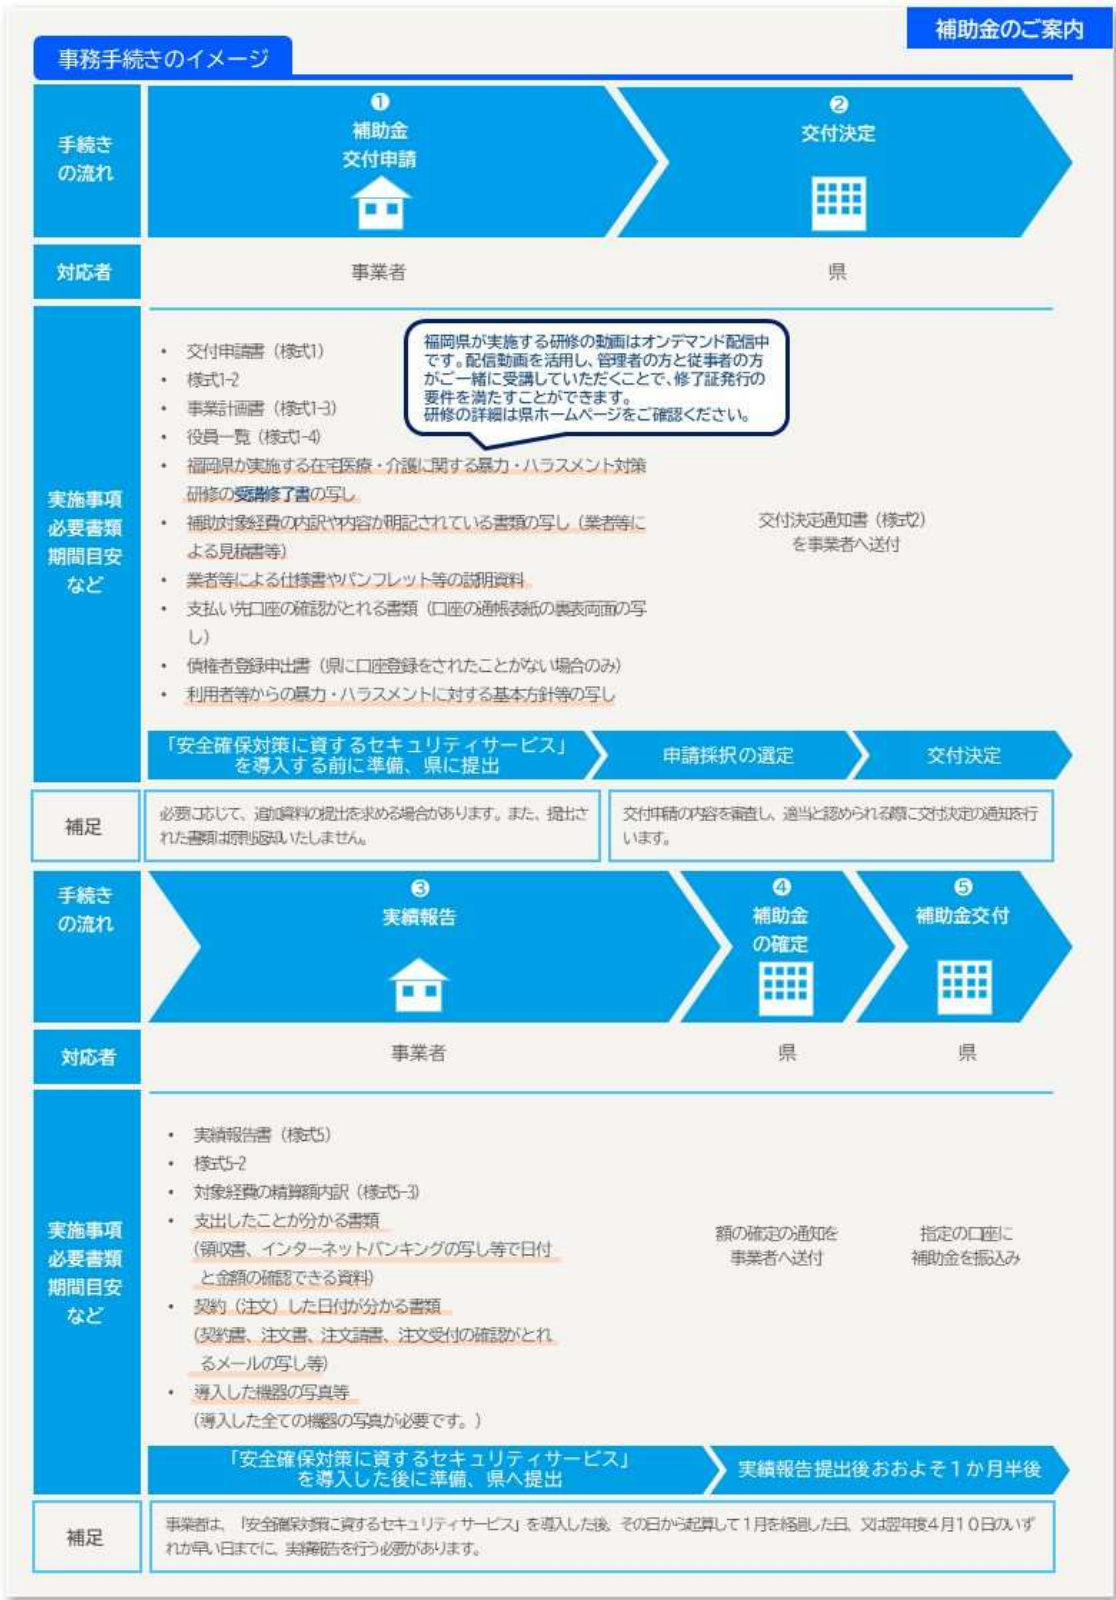 補助金のご案内
事務手続きのイメージ
手続き
の流れ
❶
補助金
交付申請
❷
交付決定
対応者
事業者
県
福岡県が実施する研修の動画はオンデマンド配信中
です。配信動画を活用し、管理者の方と従事者の方
がご一緒に受講していただくことで、修了証発行の
要件を満たすことができます。
研修の詳細は県ホームページをご確認ください。
実施事項
必要書類
期間目安
など
・ 交付申請書（様式1）
・ 様式1-2
・ 事業計画書（様式1-3）
・ 役員一覧（様式1-4）
・ 福岡県が実施する在宅医療・介護に関する暴力・ハラスメント対策
研修の受講修了書の写し
・ 補助対象経費の内訳や内容が明記されている書類の写し（業者等に
よる見積書等）
・ 業者等による仕様書やパンフレット等の説明資料
・ 支払い先口座の確認がとれる書類（口座の通帳表紙の裏表両面の写
し）
・ 債権者登録申出書（県に口座登録をされたことがない場合のみ）
・ 利用者等からの暴力・ハラスメントに対する基本方針等の写し
交付決定通知書（様式2）
を事業者へ送付
「安全確保対策に資するセキュリティサービス」
を導入する前に準備、県に提出
申請採択の選定
交付決定
補足
必要に応じて、追加資料の提出を求める場合があります。また、提出さ
れた書類は原則返却いたしません。
交付申請の内容を審査し、適当と認められる際に交付決定の通知を行
います。
手続き
の流れ
❸
実績報告
❹
補助金
の確定
❺
補助金交付
対応者
事業者
県
県
実施事項
必要書類
期間目安
など
・ 実績報告書（様式5）
・ 様式5-2
・ 対象経費の精算額内訳（様式5-3）
・ 支出したことが分かる書類
(領収書、インターネットバンキングの写し等で日付
と金額の確認できる資料)
・ 契約（注文）した日付が分かる書類
(契約書、注文書、注文請書、注文受付の確認がとれ
るメールの写し等)
・ 導入した機器の写真等
（導入した全ての機器の写真が必要です。）
額の確定の通知を
事業者へ送付
指定の口座に
補助金を振込み
「安全確保対策に資するセキュリティサービス」
を導入した後に準備、県へ提出
実績報告提出後おおよそ１か月半後
補足
事業者は、「安全確保対策に資するセキュリティサービス」を導入した後、その日から起算して１月を経過した日、又は翌年度４月１０日のいず
れか早い日までに、実績報告を行う必要があります。